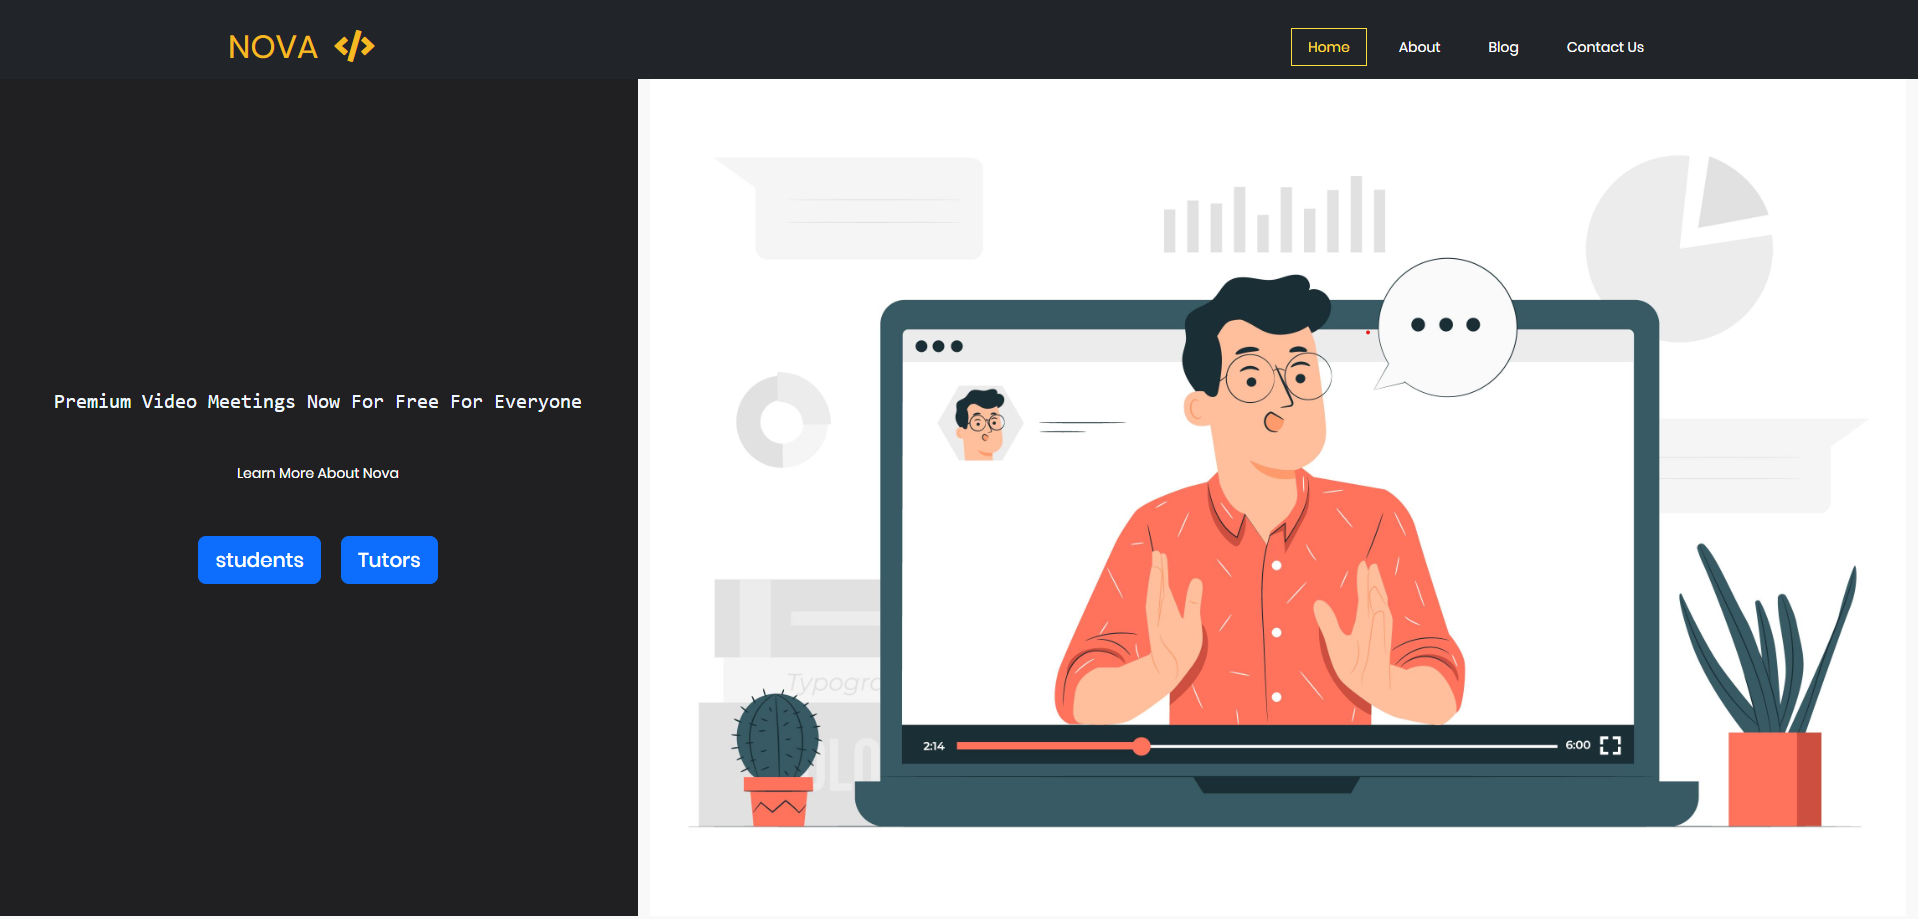 NOVA </>
Home About Blog Contact Us
Premium Video Meetings Now For Free For Everyone
Learn More About Nova
students Tutors
Typogra
2:14 6:00